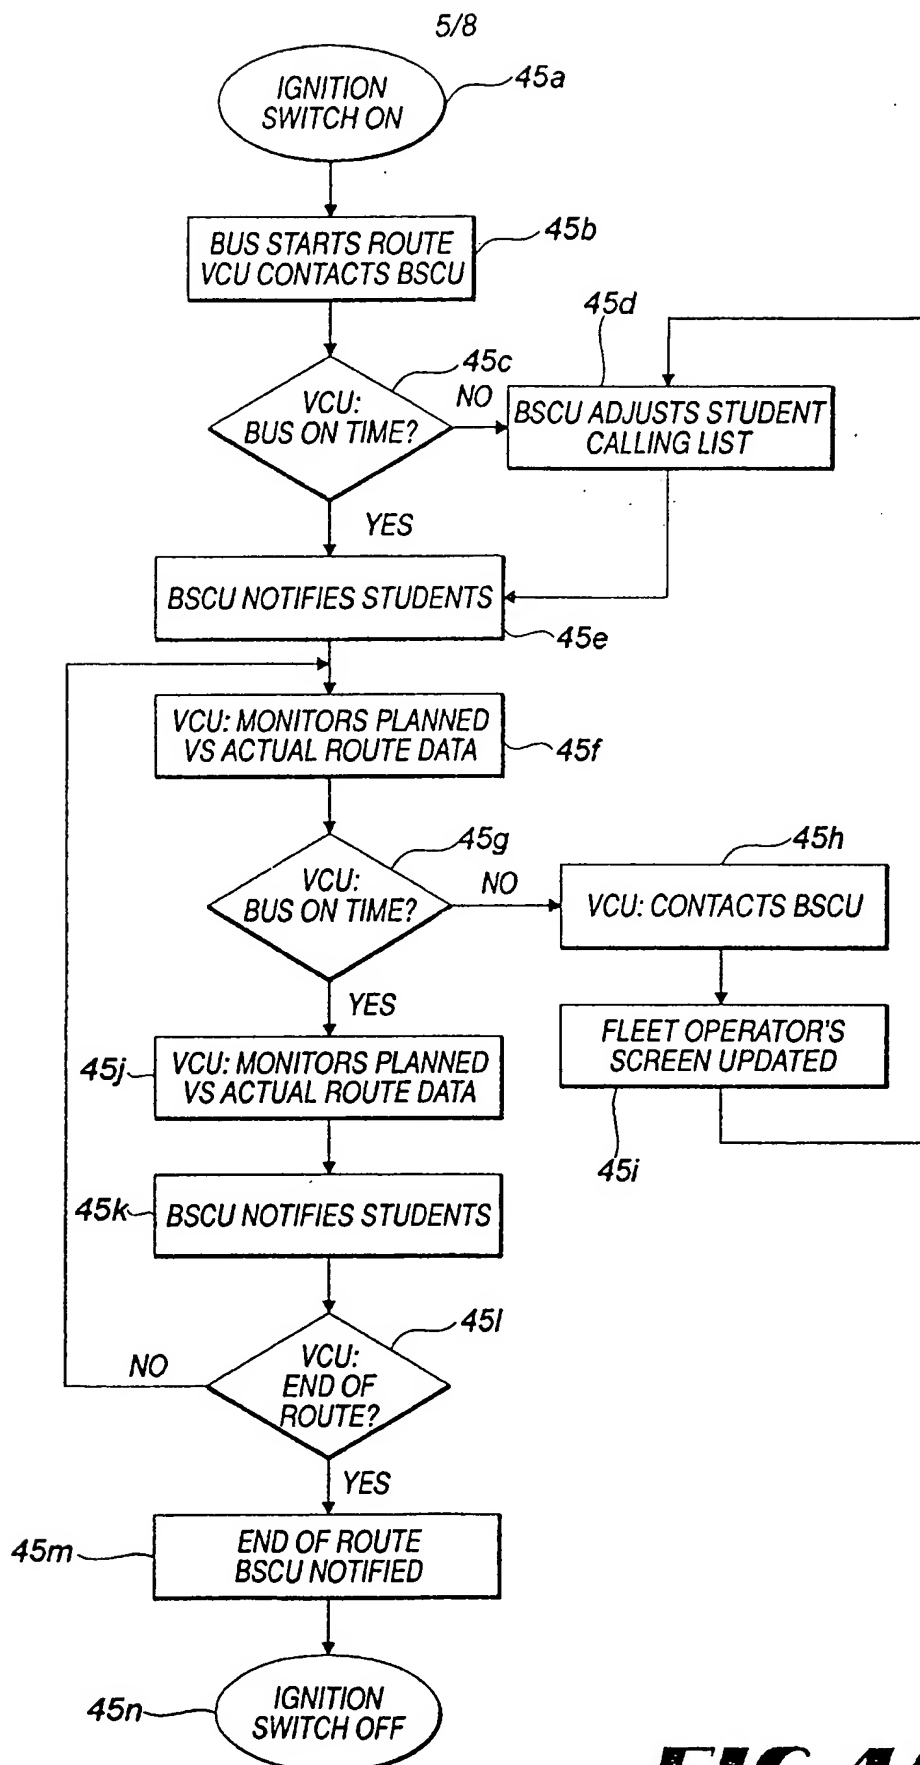 5/8
IGNITION
SWITCH ON
45a
BUS STARTS ROUTE
VCU CONTACTS BSCU
45b
45d
45c
VCU:
BUS ON TIME?
NO
BSCU ADJUSTS STUDENT
CALLING LIST
YES
BSCU NOTIFIES STUDENTS
45e
VCU: MONITORS PLANNED
VS ACTUAL ROUTE DATA
45f
45g
VCU:
BUS ON TIME?
NO
45h
VCU: CONTACTS BSCU
YES
FLEET OPERATOR'S
SCREEN UPDATED
45i
45j
VCU: MONITORS PLANNED
VS ACTUAL ROUTE DATA
45k
BSCU NOTIFIES STUDENTS
45l
VCU:
END OF
ROUTE?
NO
YES
45m
END OF ROUTE
BSCU NOTIFIED
45n
IGNITION
SWITCH OFF